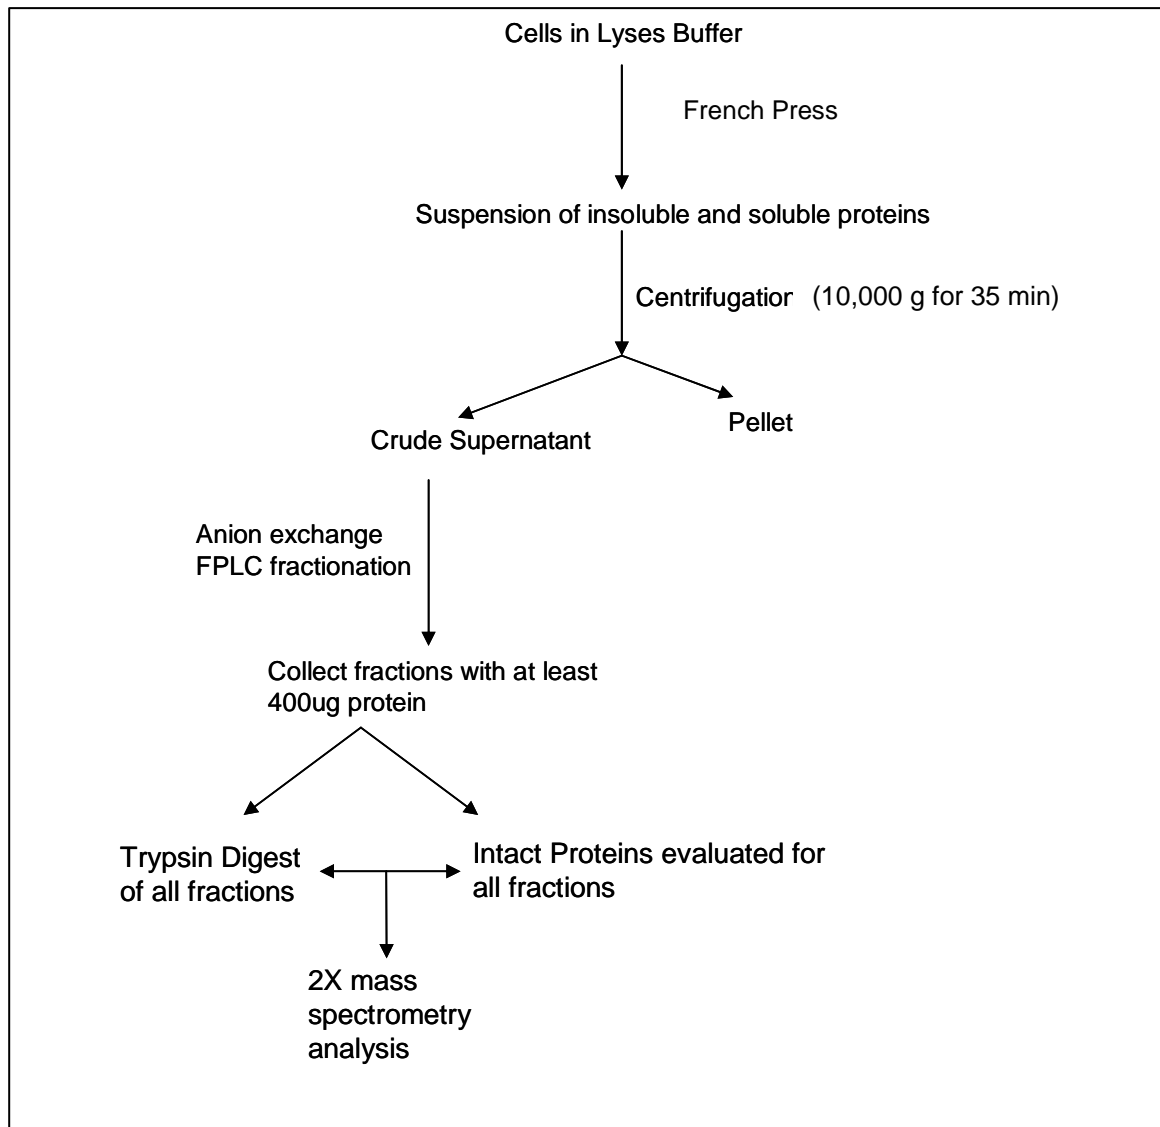 Cells in Lyses Buffer
French Press
Suspension of insoluble and soluble proteins
Centrifugation (10,000 g for 35 min)
Pellet
Crude Supernatant
Anion exchange
FPLC fractionation
Collect fractions with at least
400ug protein
Trypsin Digest
of all fractions
Intact Proteins evaluated for
all fractions
2X mass
spectrometry
analysis